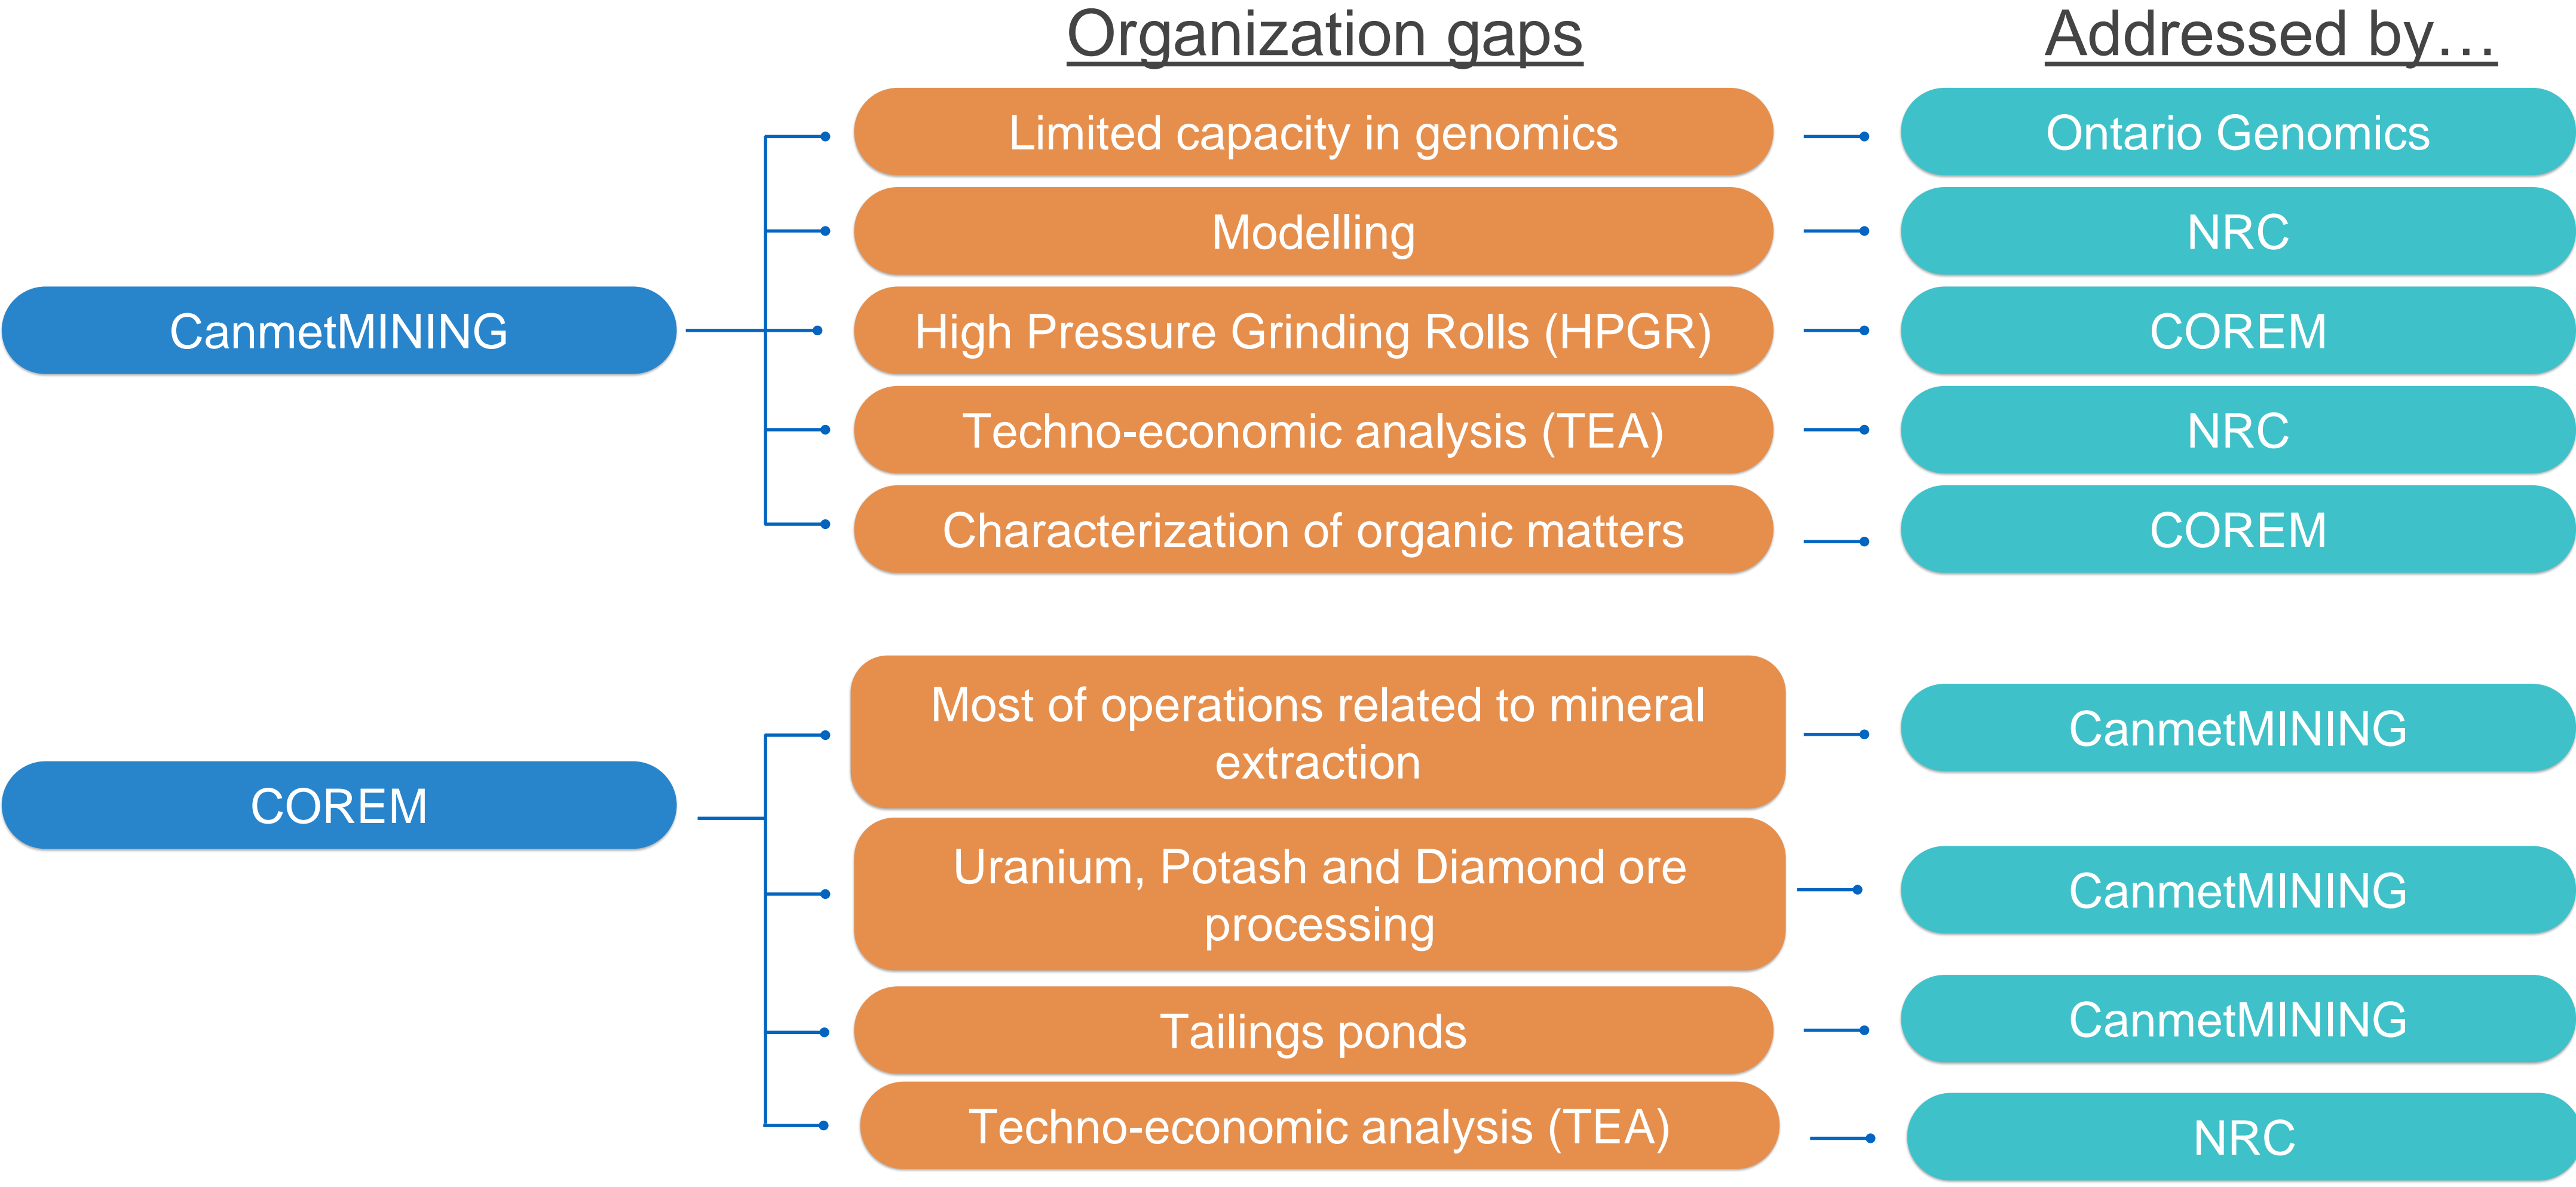 Organization gaps
Addressed by…
CanmetMINING
Limited capacity in genomics
Ontario Genomics
Modelling
NRC
High Pressure Grinding Rolls (HPGR)
COREM
Techno-economic analysis (TEA)
NRC
Characterization of organic matters
COREM
COREM
Most of operations related to mineral
extraction
CanmetMINING
Uranium, Potash and Diamond ore
processing
CanmetMINING
Tailings ponds
CanmetMINING
Techno-economic analysis (TEA)
NRC